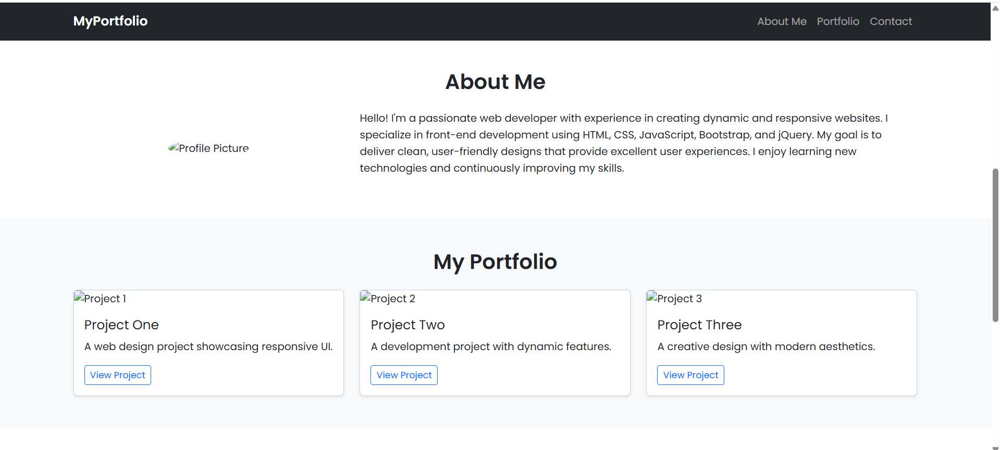 MyPortfolio
About Me Portfolio Contact
About Me
Profile Picture
Hello! I'm a passionate web developer with experience in creating dynamic and responsive websites. I
specialize in front-end development using HTML, CSS, JavaScript, Bootstrap, and jQuery. My goal is to
deliver clean, user-friendly designs that provide excellent user experiences. I enjoy learning new
technologies and continuously improving my skills.
My Portfolio
Project 1
Project One
A web design project showcasing responsive UI.
View Project
Project 2
Project Two
A development project with dynamic features.
View Project
Project 3
Project Three
A creative design with modern aesthetics.
View Project